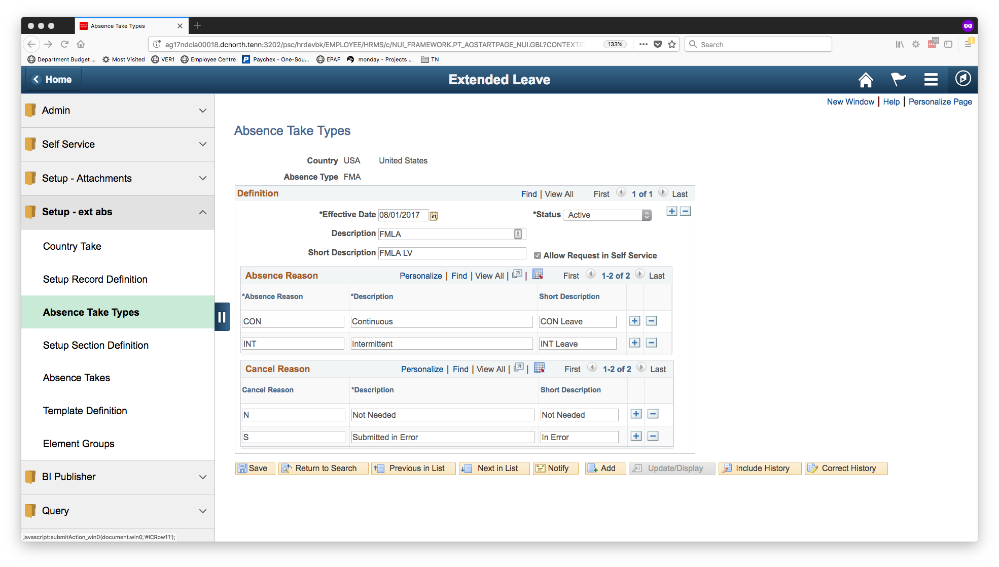 Absence Take Types
ag17ndcla00018.dcnorth.tenn:3202/psc/hrdevbk/EMPLOYEE/HRMS/c/NUI_FRAMEWORK.PT_AGSTARTPAGE_NUI.GBL?CONTEXTID 133% Search 10
Department Budget ... Most Visited VER1 Employee Centre Paychex - One-Sou... EPAF monday - Projects ... TN
Home Extended Leave
New Window | Help | Personalize Page
Admin
Self Service
Setup - Attachments
Setup - ext abs
Country Take
Setup Record Definition
Absence Take Types
Setup Section Definition
Absence Takes
Template Definition
Element Groups
BI Publisher
Query
javascript:submitAction_win0(document.win0,'#ICRow11');
Absence Take Types
Country USA United States
Absence Type FMA
Definition Find | View All First 1 of 1 Last
*Effective Date 08/01/2017 31 *Status Active
Description FMLA
Short Description FMLA LV Allow Request in Self Service
Absence Reason Personalize | Find | View All | | First 1-2 of 2 Last
*Absence Reason *Description Short Description
CON Continuous CON Leave
INT Intermittent INT Leave
Cancel Reason Personalize | Find | View All | | First 1-2 of 2 Last
Cancel Reason *Description Short Description
N Not Needed Not Needed
S Submitted in Error In Error
Save Return to Search Previous in List Next in List Notify Add Update/Display Include History Correct History